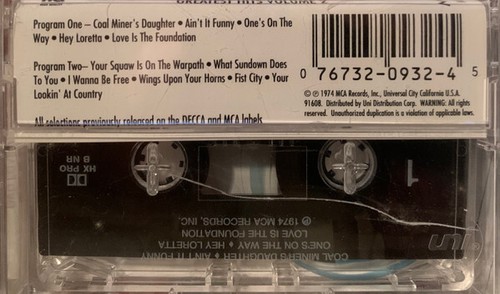 GREATEST HITS VOLUME
Program One – Coal Miner's Daughter • Ain't It Funny • One's On The
Way • Hey Loretta • Love Is The Foundation
Program Two– Your Squaw Is On The Warpath • What Sundown Does
To You • I Wanna Be Free • Wings Upon Your Horns • Fist City • Your
Lookin' At Country
All selections previously released on the DECCA and MCA labels
0 76732-0932-4 5
© ℗ 1974 MCA Records, Inc., Universal City California U.S.A.
91608. Distributed by Uni Distribution Corp. WARNING: All rights
reserved. Unauthorized duplication is a violation of applicable laws.
COAL MINER'S DAUGHTER • AIN'T IT FUNNY
ONE'S ON THE WAY • HEY LORETTA
LOVE IS THE FOUNDATION
℗ 1974 MCA RECORDS, INC.
HX PRO
B NR
1